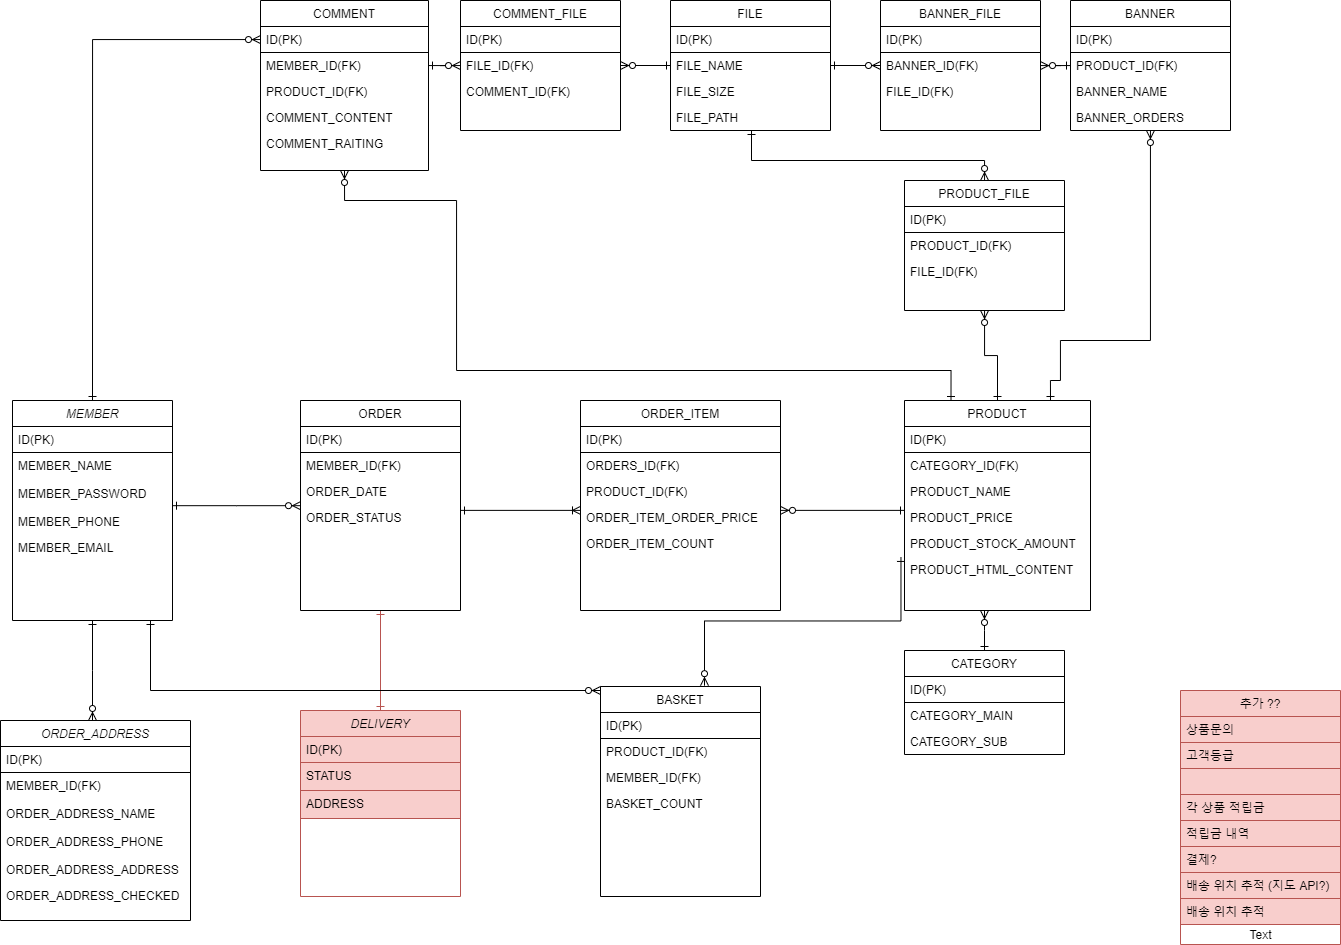 COMMENT
ID(PK)
MEMBER_ID(FK)
PRODUCT_ID(FK)
COMMENT_CONTENT
COMMENT_RAITING
COMMENT_FILE
ID(PK)
FILE_ID(FK)
COMMENT_ID(FK)
FILE
ID(PK)
FILE_NAME
FILE_SIZE
FILE_PATH
BANNER_FILE
ID(PK)
BANNER_ID(FK)
FILE_ID(FK)
BANNER
ID(PK)
PRODUCT_ID(FK)
BANNER_NAME
BANNER_ORDERS
PRODUCT_FILE
ID(PK)
PRODUCT_ID(FK)
FILE_ID(FK)
MEMBER
ID(PK)
MEMBER_NAME
MEMBER_PASSWORD
MEMBER_PHONE
MEMBER_EMAIL
ORDER
ID(PK)
MEMBER_ID(FK)
ORDER_DATE
ORDER_STATUS
ORDER_ITEM
ID(PK)
ORDERS_ID(FK)
PRODUCT_ID(FK)
ORDER_ITEM_ORDER_PRICE
ORDER_ITEM_COUNT
PRODUCT
ID(PK)
CATEGORY_ID(FK)
PRODUCT_NAME
PRODUCT_PRICE
PRODUCT_STOCK_AMOUNT
PRODUCT_HTML_CONTENT
ORDER_ADDRESS
ID(PK)
MEMBER_ID(FK)
ORDER_ADDRESS_NAME
ORDER_ADDRESS_PHONE
ORDER_ADDRESS_ADDRESS
ORDER_ADDRESS_CHECKED
DELIVERY
ID(PK)
STATUS
ADDRESS
BASKET
ID(PK)
PRODUCT_ID(FK)
MEMBER_ID(FK)
BASKET_COUNT
CATEGORY
ID(PK)
CATEGORY_MAIN
CATEGORY_SUB
추가 ??
상품문의
고객등급
각 상품 적립금
적립금 내역
결제?
배송 위치 추적 (지도 API?)
배송 위치 추적
Text